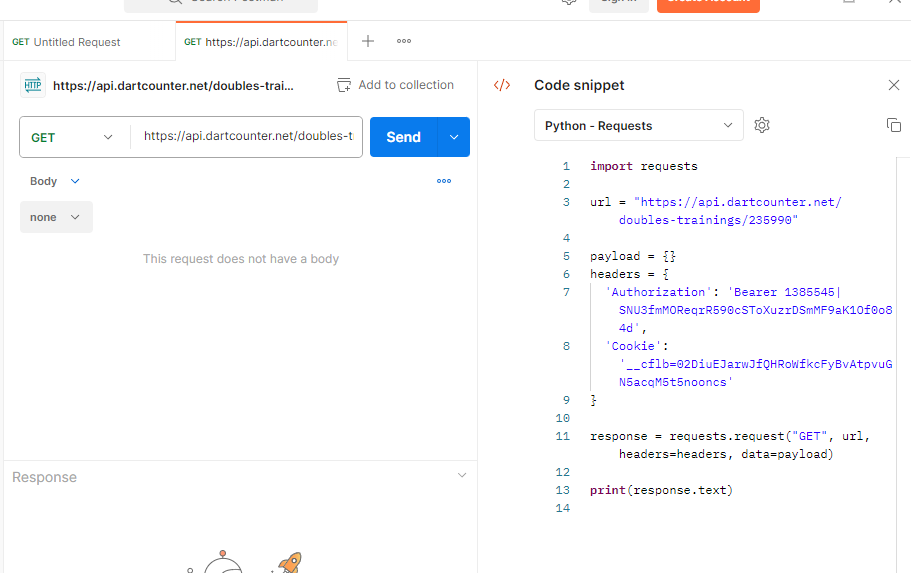 Search Postman
Sign In
Create Account
GET Untitled Request
GET https://api.dartcounter.ne
HTTP https://api.dartcounter.net/doubles-trai...
Add to collection
GET
https://api.dartcounter.net/doubles-t
Send
Body
none
This request does not have a body
Response
</> Code snippet
Python - Requests
1 import requests
2
3 url = "https://api.dartcounter.net/
doubles-trainings/235990"
4
5 payload = {}
6 headers = {
7 'Authorization': 'Bearer 1385545|
SNU3fmMOReqrR590cSToXuzrDSmMF9aK1Of0o8
4d',
8 'Cookie':
'__cflb=02DiuEJarwJfQHRoWfkcFyBvAtpvuG
N5acqM5t5nooncs'
9 }
10
11 response = requests.request("GET", url,
headers=headers, data=payload)
12
13 print(response.text)
14